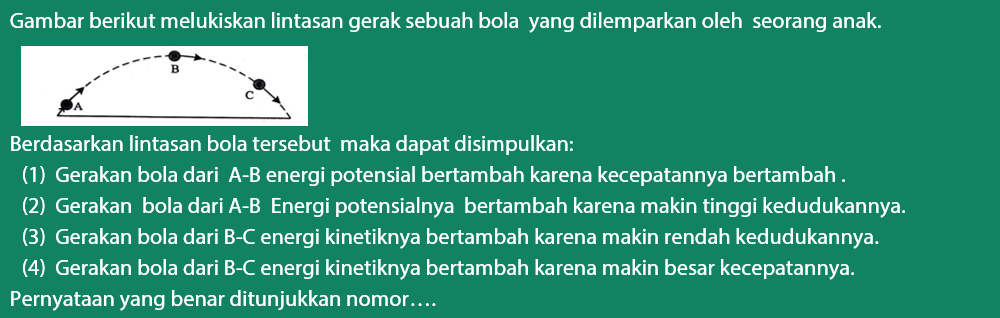 Gambar berikut melukiskan lintasan gerak sebuah bola yang dilemparkan oleh seorang anak.
B
C
A
Berdasarkan lintasan bola tersebut maka dapat disimpulkan:
(1) Gerakan bola dari A-B energi potensial bertambah karena kecepatannya bertambah .
(2) Gerakan bola dari A-B Energi potensialnya bertambah karena makin tinggi kedudukannya.
(3) Gerakan bola dari B-C energi kinetiknya bertambah karena makin rendah kedudukannya.
(4) Gerakan bola dari B-C energi kinetiknya bertambah karena makin besar kecepatannya.
Pernyataan yang benar ditunjukkan nomor….